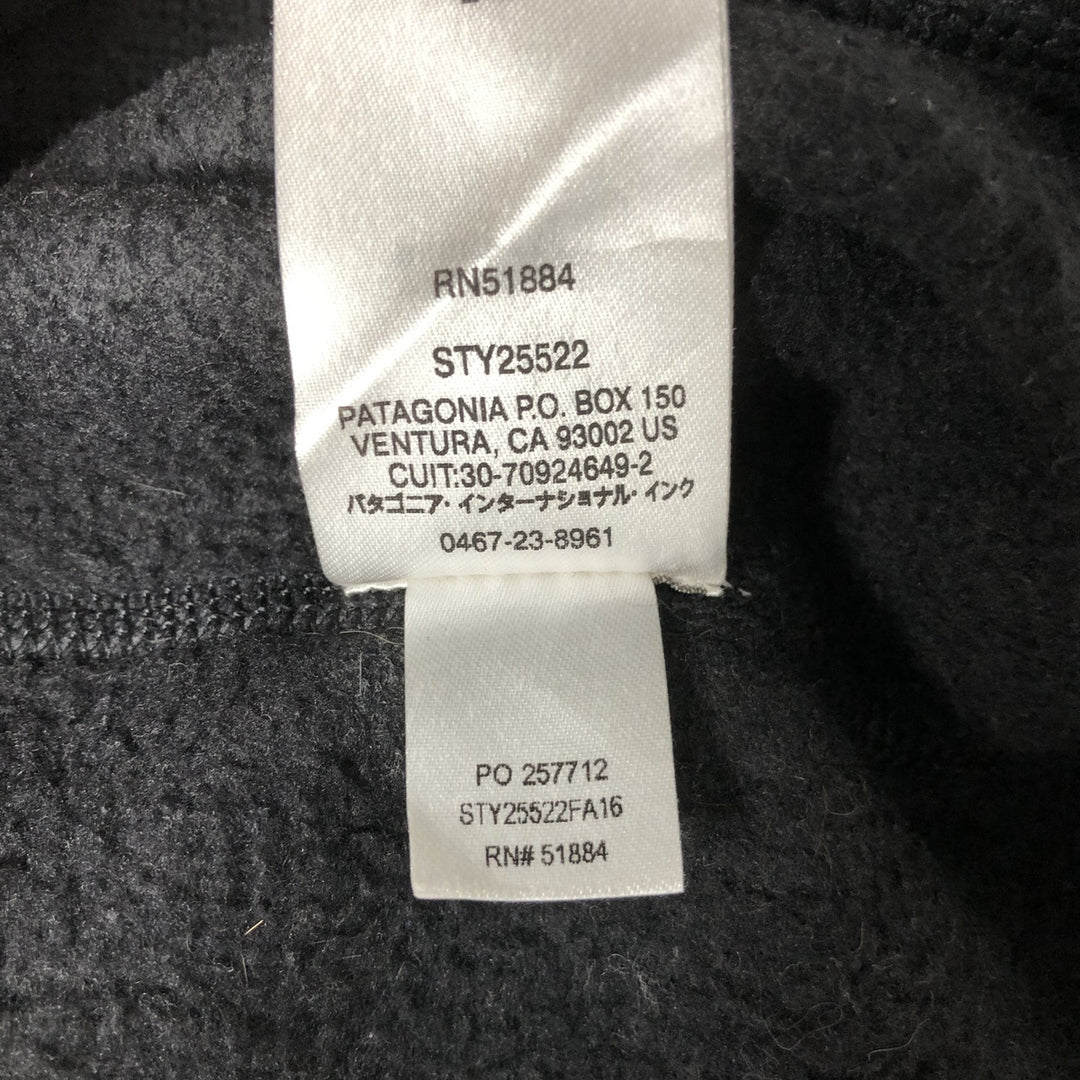 RN51884
STY25522
PATAGONIA P.O. BOX 150
VENTURA, CA 93002 US
CUIT:30-70924649-2
パタゴニア・インターナショナル・インク
0467-23-8961
PO 257712
STY25522FA16
RN# 51884